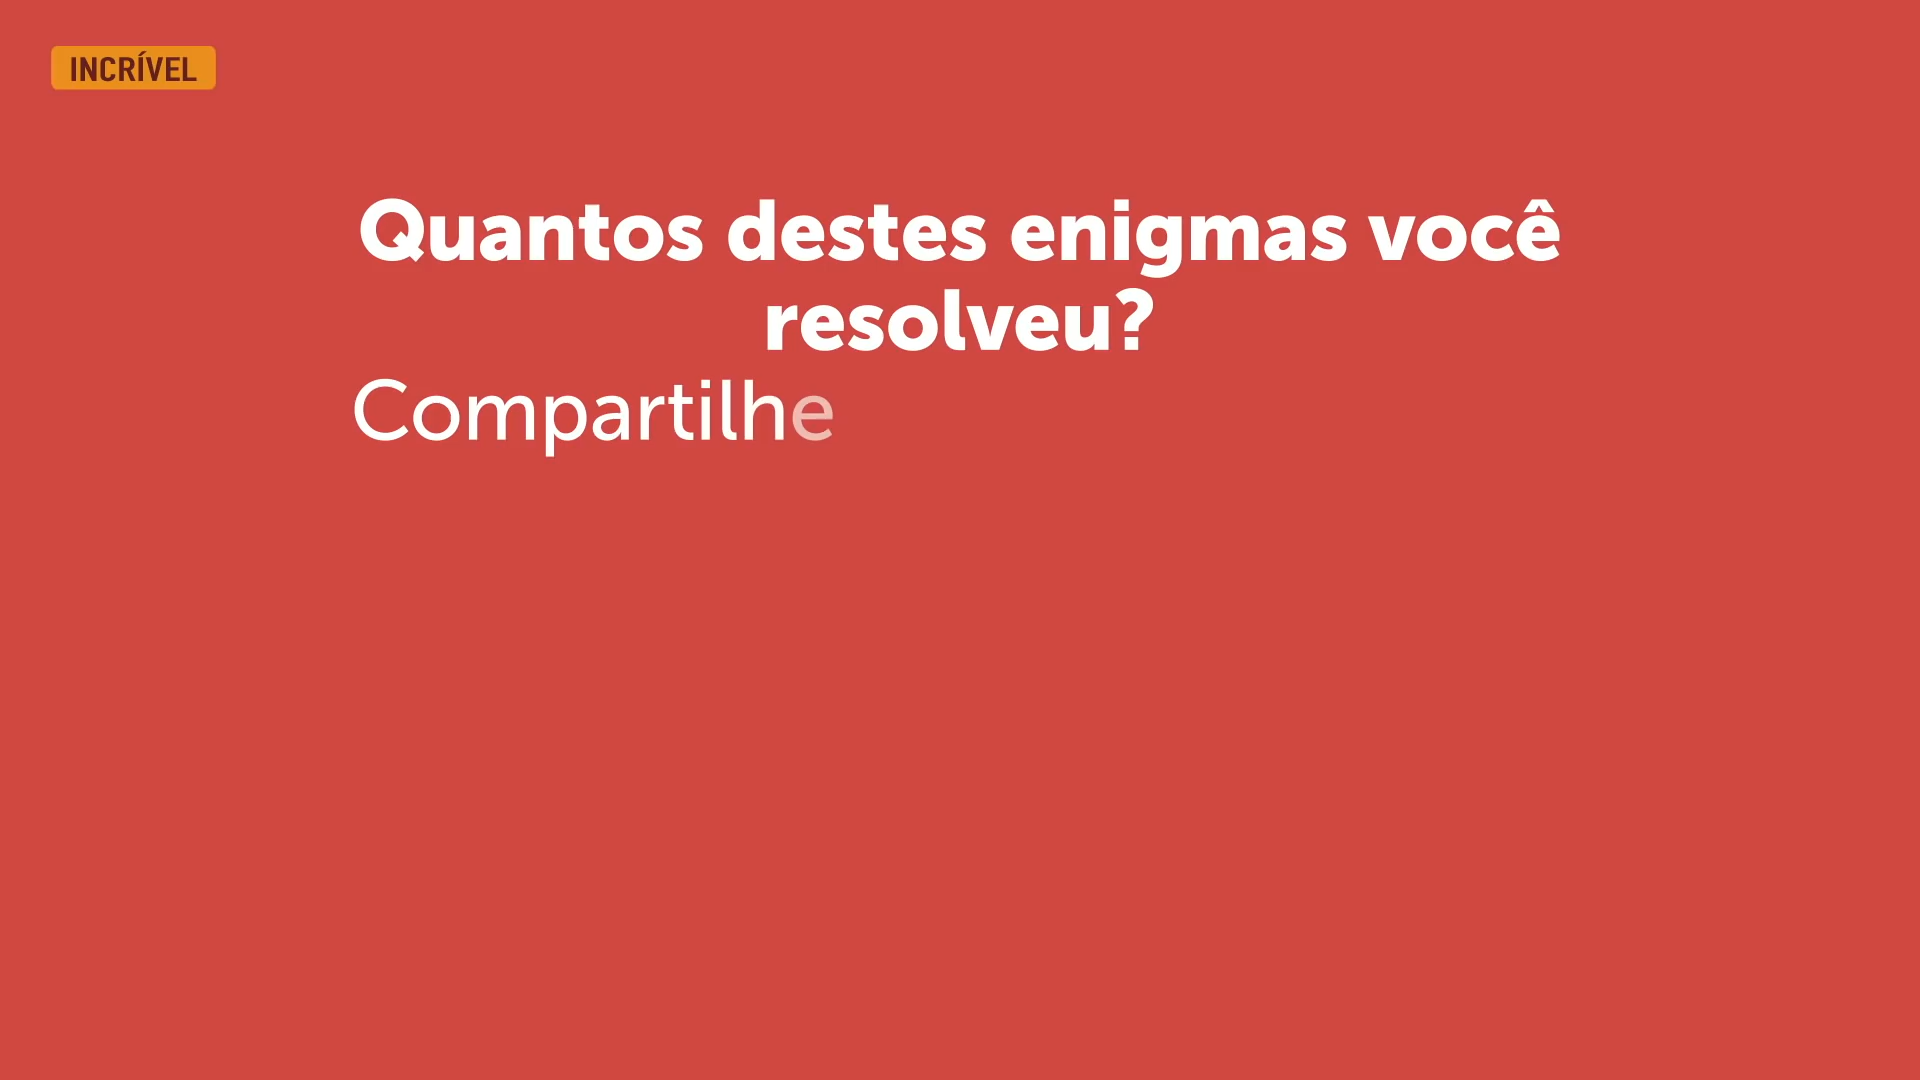 INCRÍVEL
Quantos destes enigmas você
resolveu?
Compartilhe